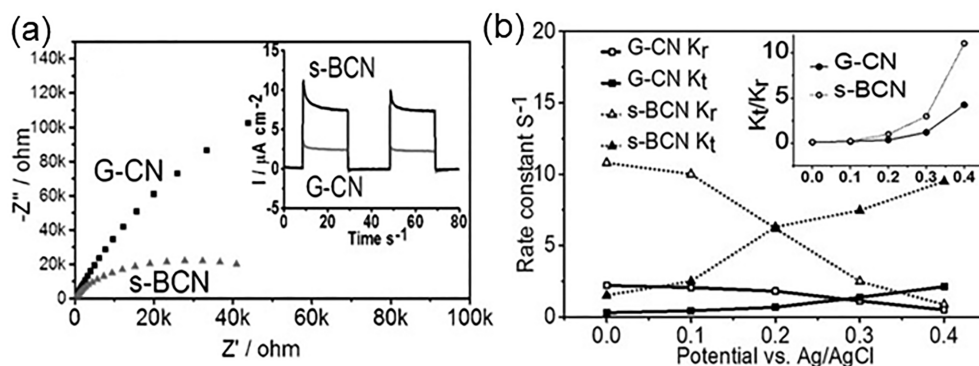 (a)
-Z" / ohm
140k
120k
100k
80k
60k
40k
20k
0
0
20k
40k
60k
80k
100k
Z' / ohm
G-CN
s-BCN
I / μA cm-2
15
10
5
0
-5
0
20
40
60
80
Time s-1
s-BCN
G-CN
(b)
Rate constant S-1
20
15
10
5
0
0.0
0.1
0.2
0.3
0.4
Potential vs. Ag/AgCl
G-CN Kr
G-CN Kt
s-BCN Kr
s-BCN Kt
Kt/Kr
10
5
0
0.0
0.1
0.2
0.3
0.4
G-CN
s-BCN